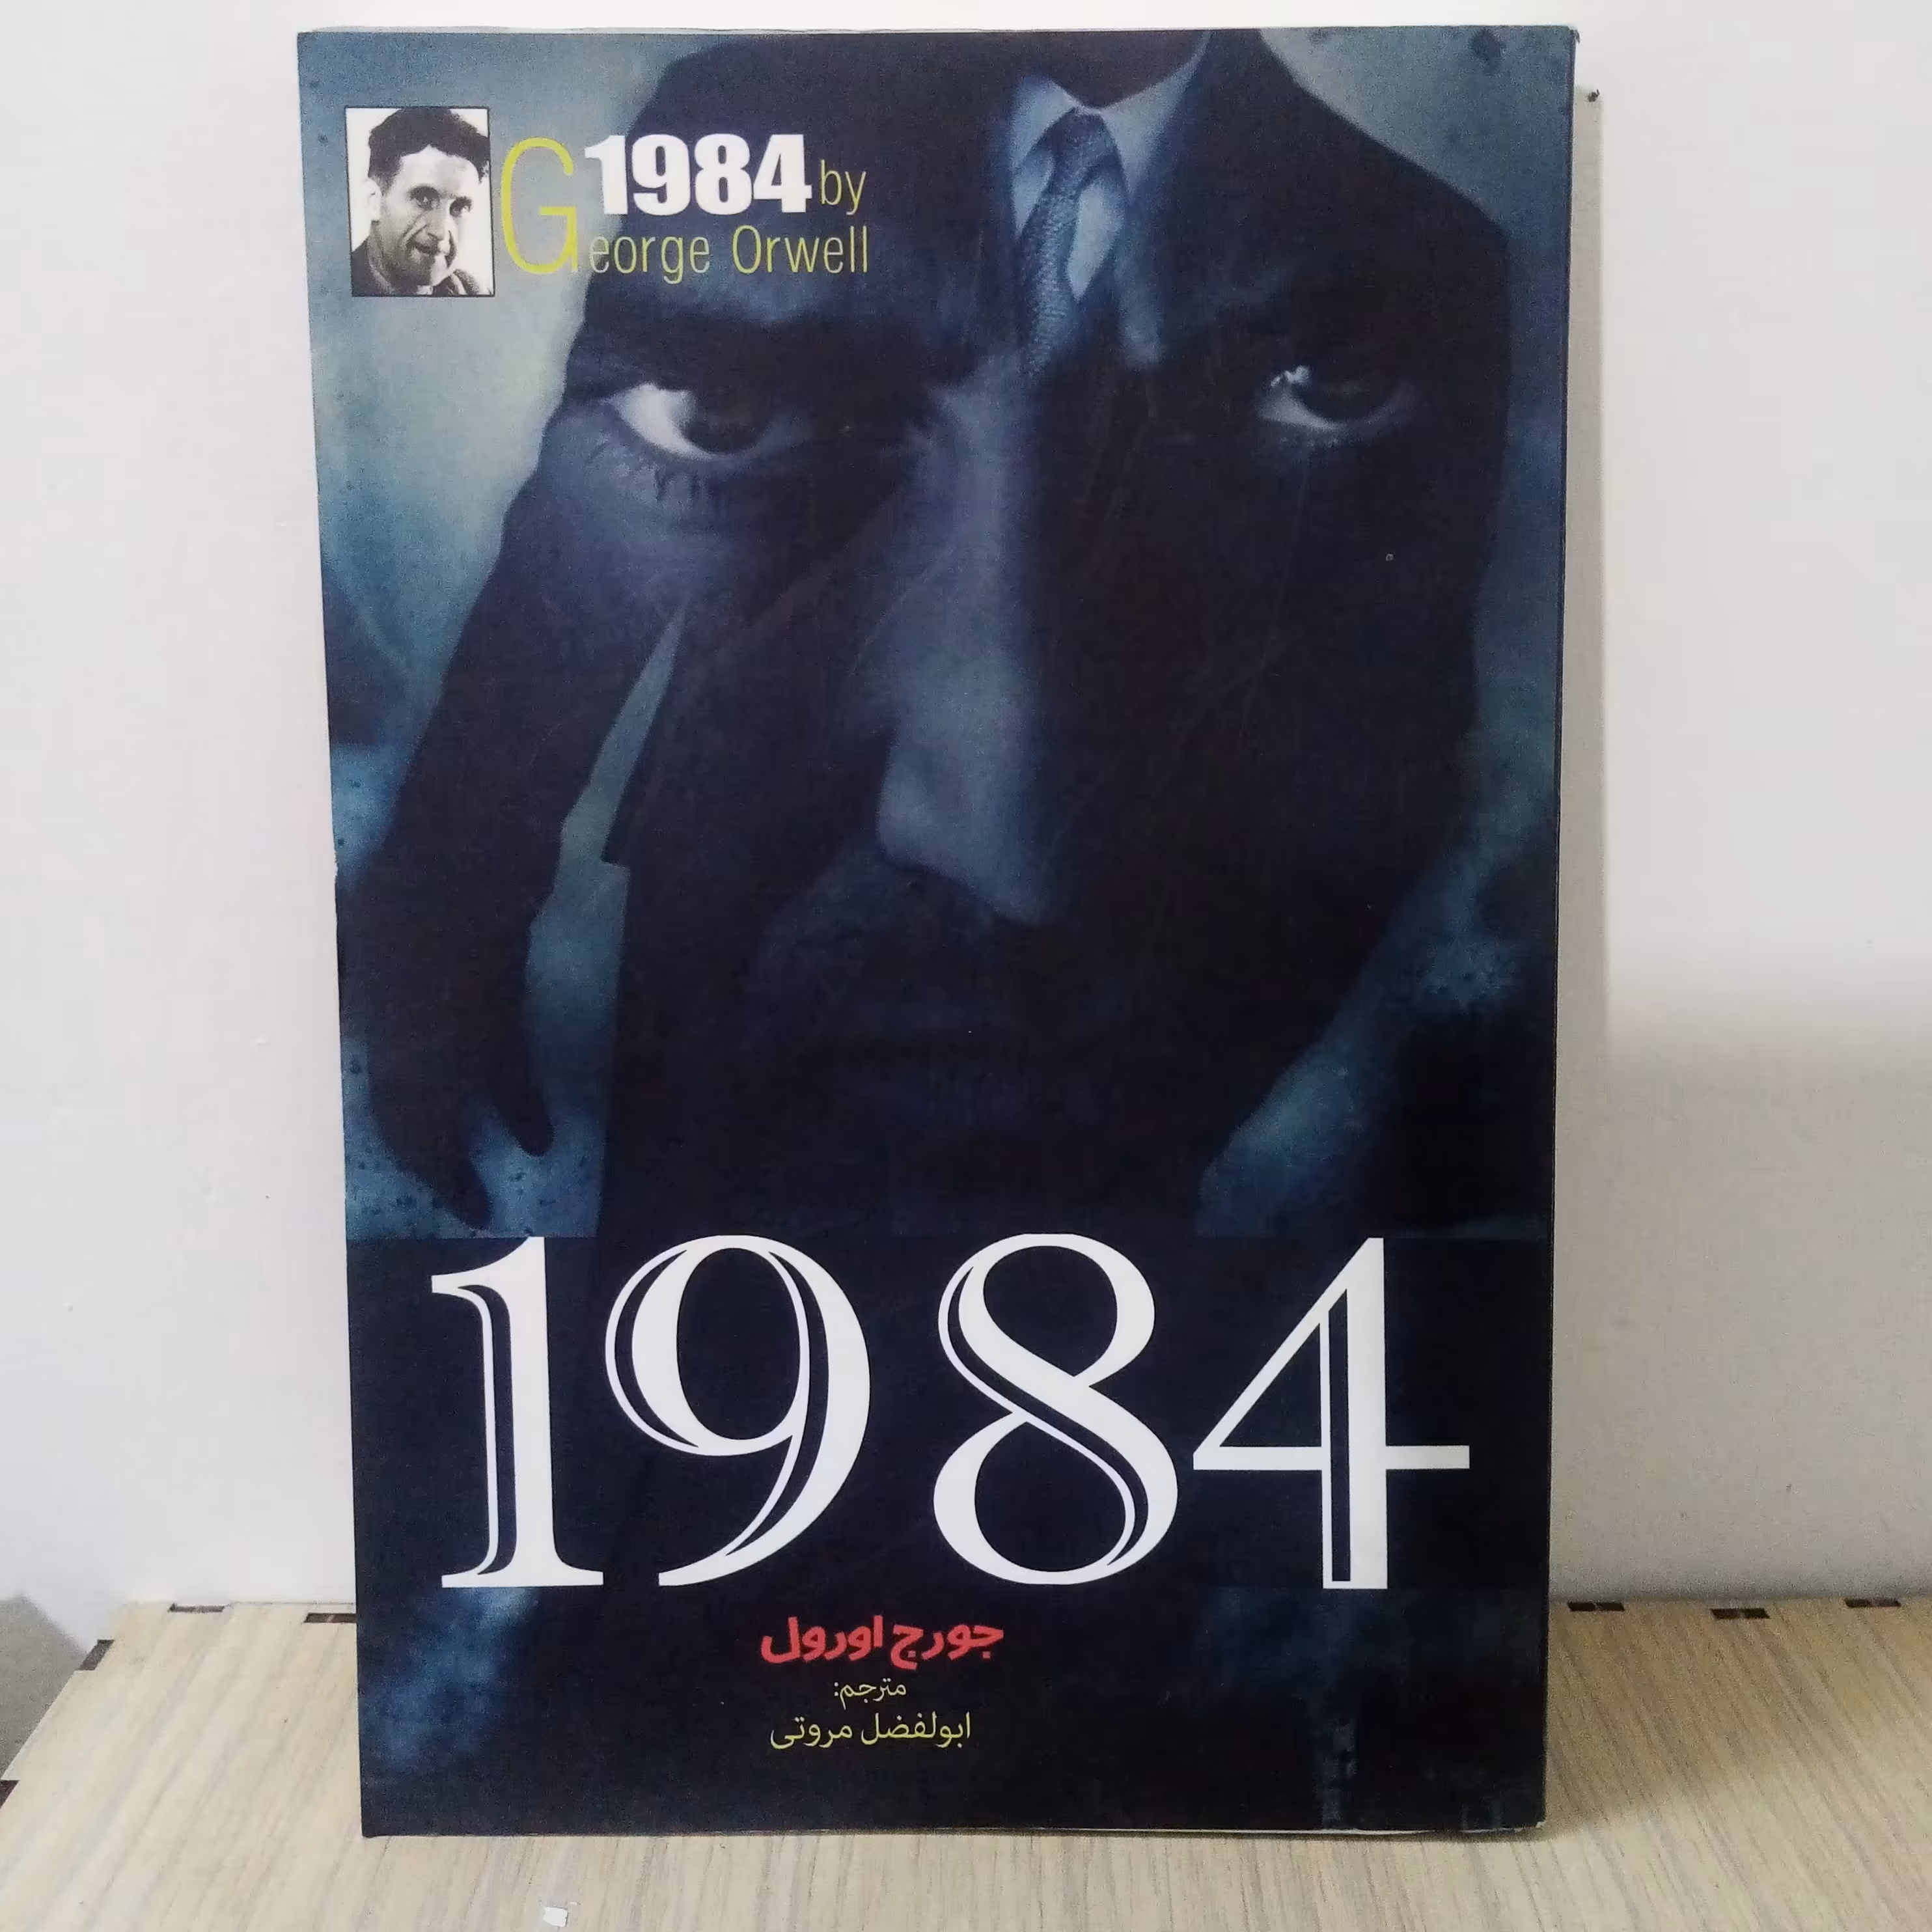 1984 by
George Orwell
1984
جورج اورول
مترجم:
ابولفضل مروتی